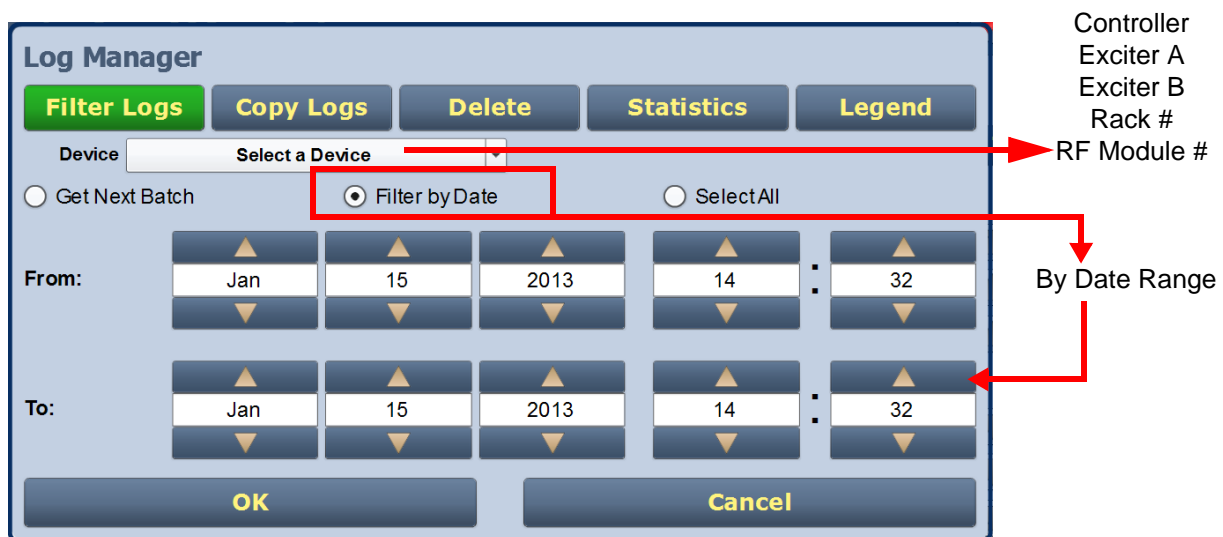 Controller
Exciter A
Exciter B
Rack #
RF Module #
Log Manager
Filter Logs Copy Logs Delete Statistics Legend
Device Select a Device
Get Next Batch Filter by Date Select All
From: Jan 15 2013 14 : 32
By Date Range
To: Jan 15 2013 14 : 32
OK Cancel